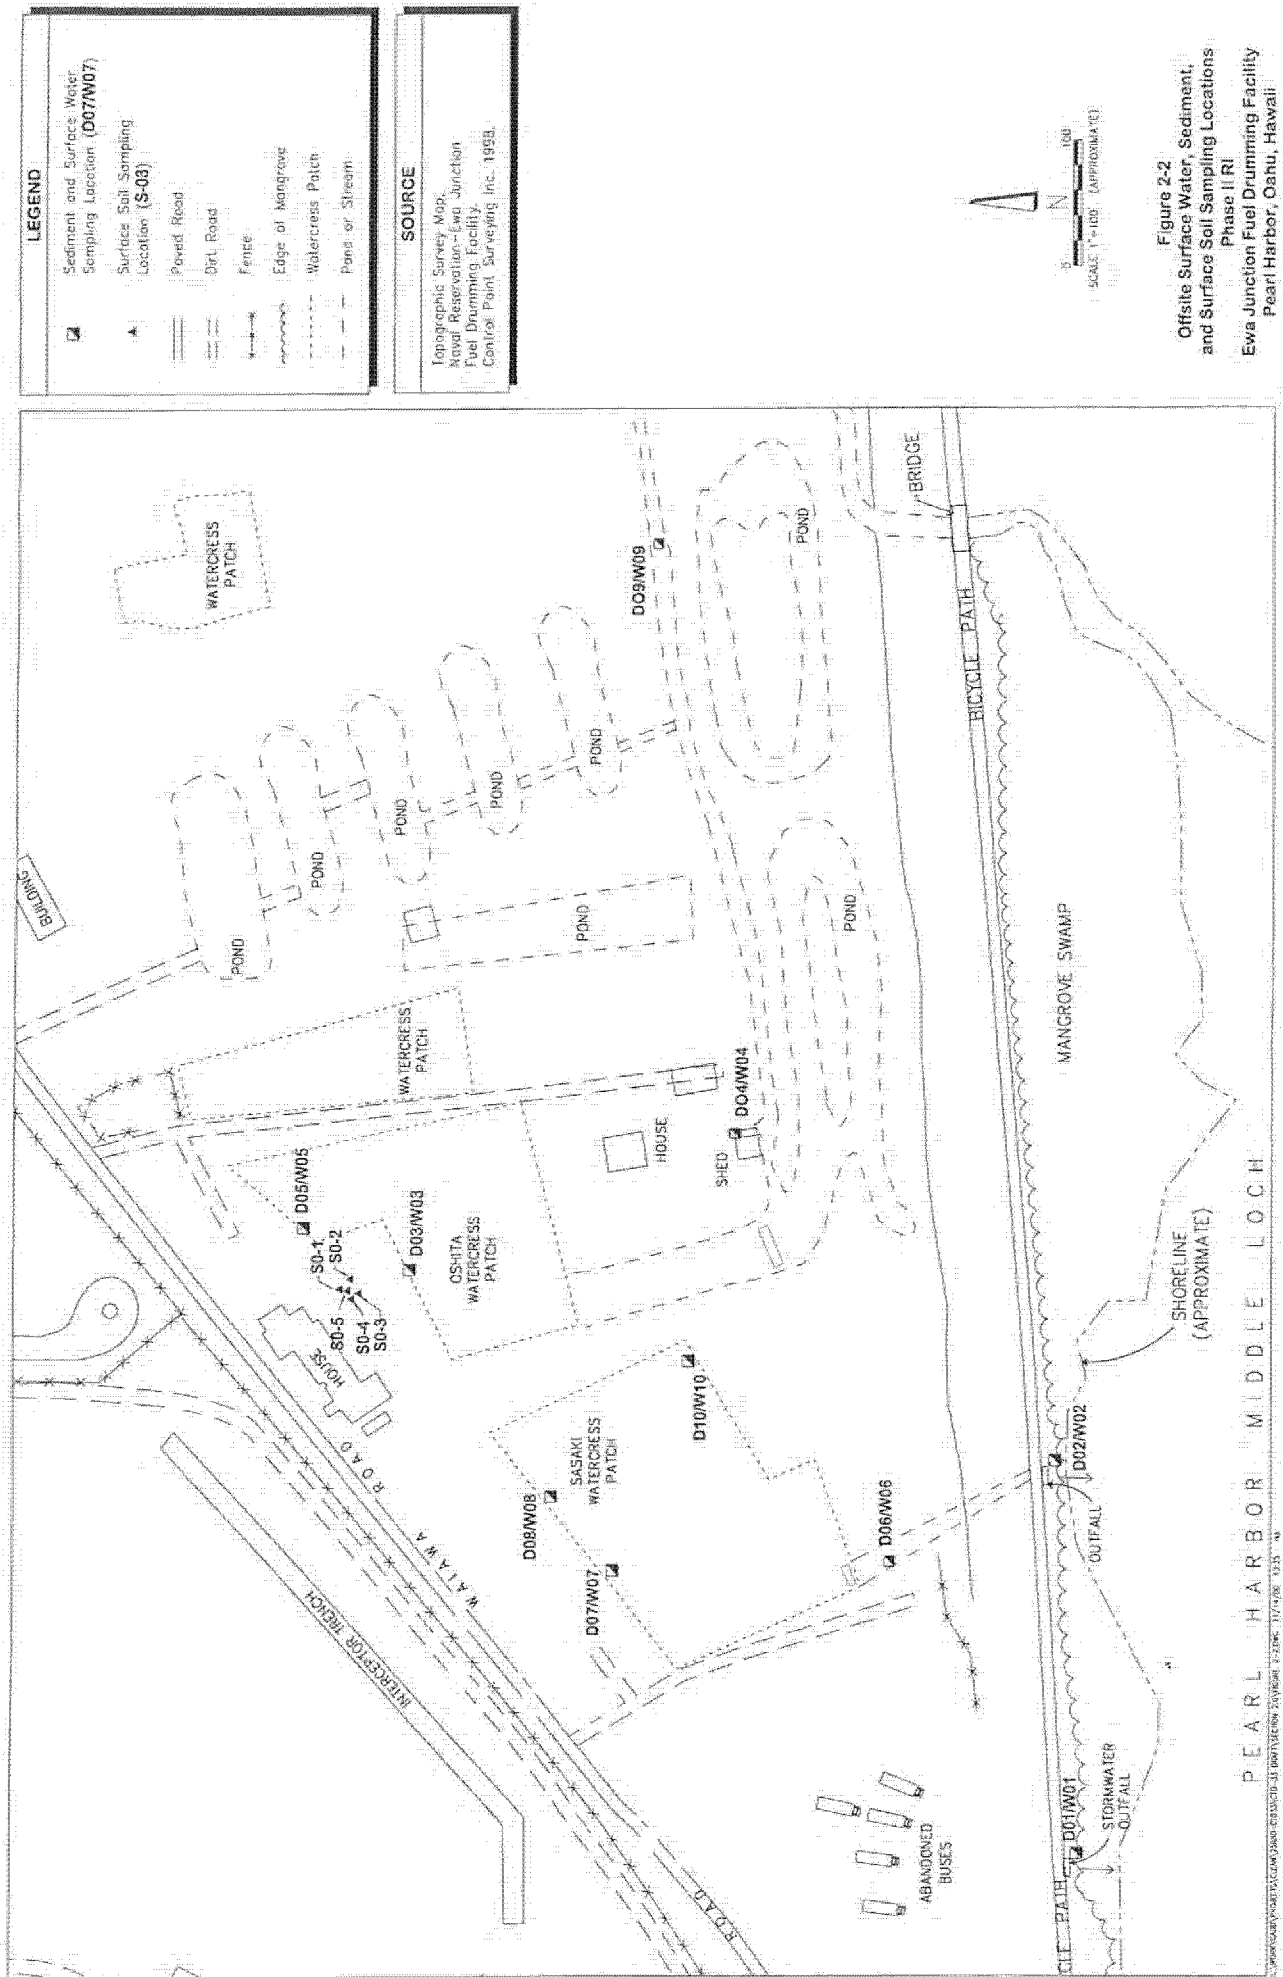 LEGEND
Sediment and Surface Water
Sampling Location (D07/W07)
Surface Soil Sampling
Location (S-03)
Paved Road
Dirt Road
Fence
Edge of Mangrove
Watercress Patch
Pond or Stream
SOURCE
Topographic Survey Map,
Naval Reservation-Ewa Junction
Fuel Drumming Facility.
Control Point Surveying Inc. 1998.
N
0 100
SCALE 1"=100' (APPROXIMATE)
Figure 2-2
Offsite Surface Water, Sediment,
and Surface Soil Sampling Locations
Phase II RI
Ewa Junction Fuel Drumming Facility
Pearl Harbor, Oahu, Hawaii
BUILDING
WATERCRESS
PATCH
POND
POND
POND
POND
POND
POND
WATERCRESS
PATCH
D09/W09
POND
BRIDGE
BICYCLE PATH
POND
MANGROVE SWAMP
D05/W05
S0-1
S0-2
S0-5
S0-4
S0-3
D03/W03
OSHITA
WATERCRESS
PATCH
HOUSE
HOUSE
SHED
D04/W04
INTERCEPTOR TRENCH
WAIAWA ROAD
D08/W08
SASAKI
WATERCRESS
PATCH
D07/W07
D10/W10
D06/W06
D02/W02
OUTFALL
SHORELINE
(APPROXIMATE)
ROAD
ABANDONED
BUSES
CLE PATH
D01/W01
STORMWATER
OUTFALL
PEARL HARBOR MIDDLE LOCH